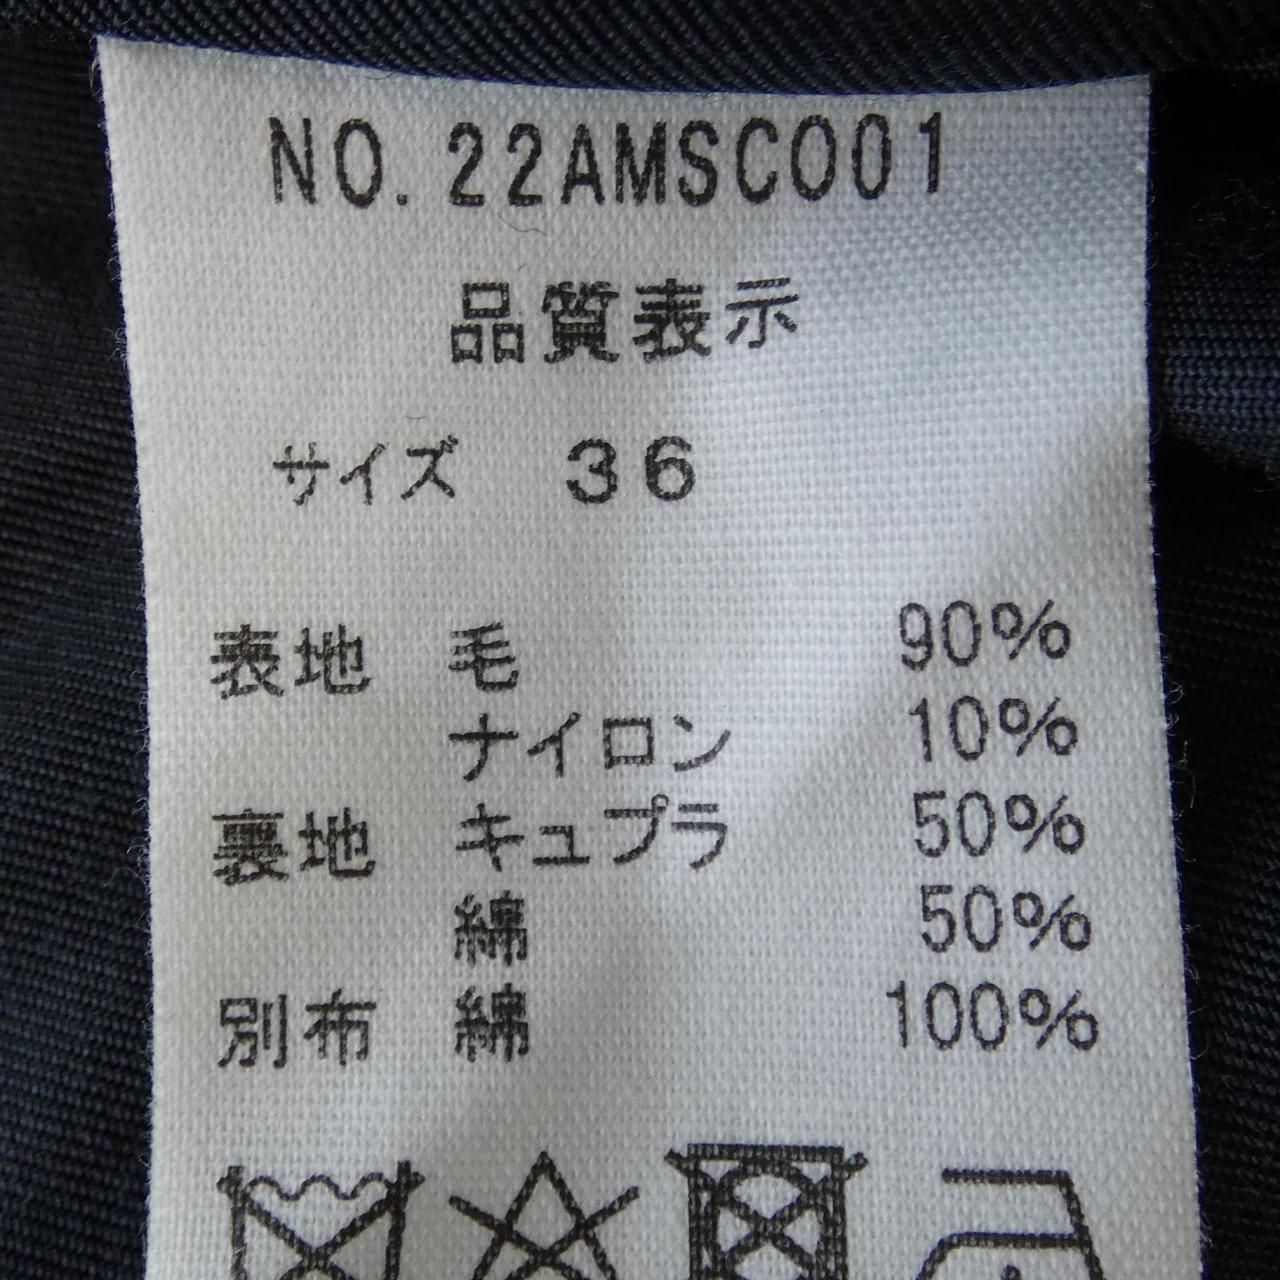 NO.22AMSCO01
品質表示
サイズ 36
表地 毛 90%
ナイロン 10%
裏地 キュプラ 50%
綿 50%
別布 綿 100%